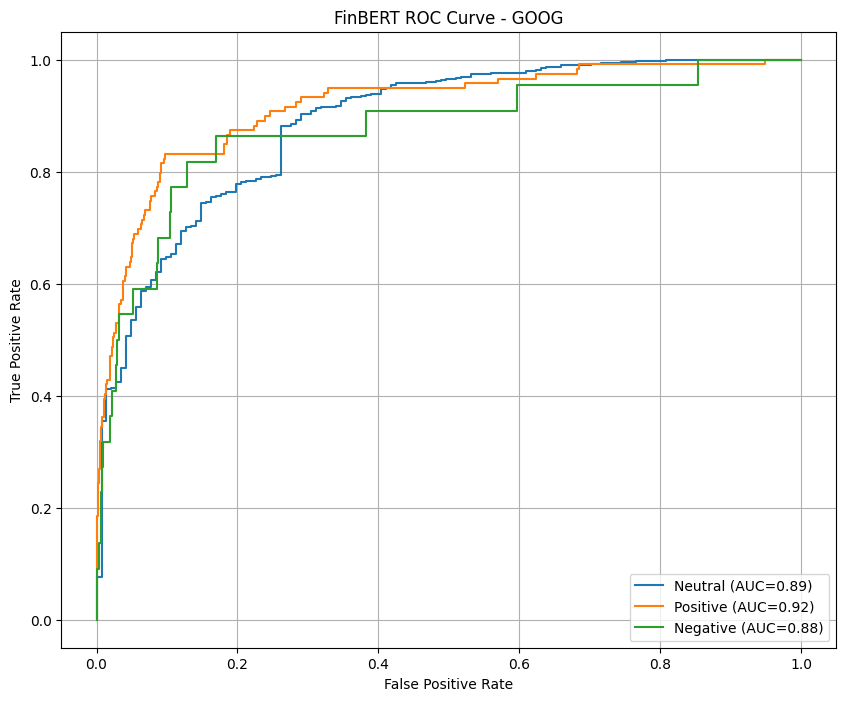 FinBERT ROC Curve - GOOG
1.0
0.8
0.6
0.4
0.2
0.0
True Positive Rate
0.0 0.2 0.4 0.6 0.8 1.0
False Positive Rate
Neutral (AUC=0.89)
Positive (AUC=0.92)
Negative (AUC=0.88)